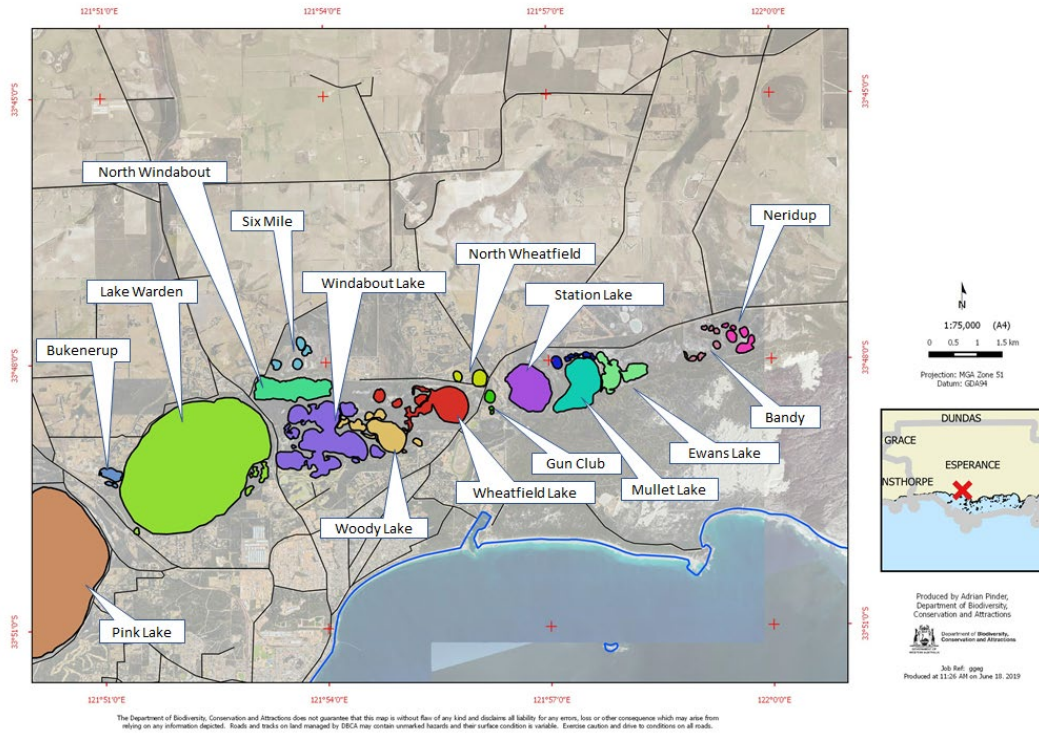 121°51'0"E
121°54'0"E
121°57'0"E
122°0'0"E
33°45'0"S
33°45'0"S
North Windabout
Six Mile
Neridup
North Wheatfield
Lake Warden
Windabout Lake
Station Lake
Bukenerup
33°48'0"S
33°48'0"S
Bandy
Ewans Lake
Gun Club
Mullet Lake
Wheatfield Lake
Woody Lake
Pink Lake
33°51'0"S
33°51'0"S
121°51'0"E
121°54'0"E
121°57'0"E
122°0'0"E
N
1:75,000 (A4)
0 0.5 1 1.5 km
Projection: MGA Zone 51
Datum: GDA94
DUNDAS
GRACE
ESPERANCE
NSTHORPE
Produced by Adrian Pinder,
Department of Biodiversity,
Conservation and Attractions
Department of Biodiversity,
Conservation and Attractions
Job Ref: ggeg
Produced at 11:26 AM on June 18, 2019
The Department of Biodiversity, Conservation and Attractions does not guarantee that this map is without flaw of any kind and disclaims all liability for any errors, loss or other consequence which may arise from
relying on any information depicted. Roads and tracks on land managed by DBCA may contain unmarked hazards and their surface condition is variable. Exercise caution and drive to conditions on all roads.